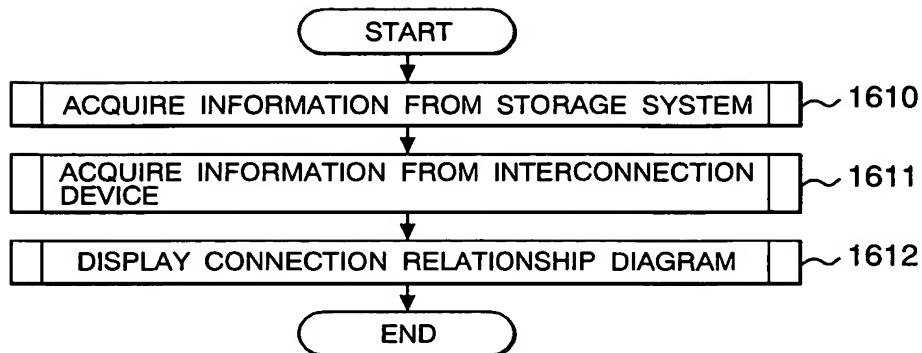 START
ACQUIRE INFORMATION FROM STORAGE SYSTEM
1610
ACQUIRE INFORMATION FROM INTERCONNECTION
DEVICE
1611
DISPLAY CONNECTION RELATIONSHIP DIAGRAM
1612
END